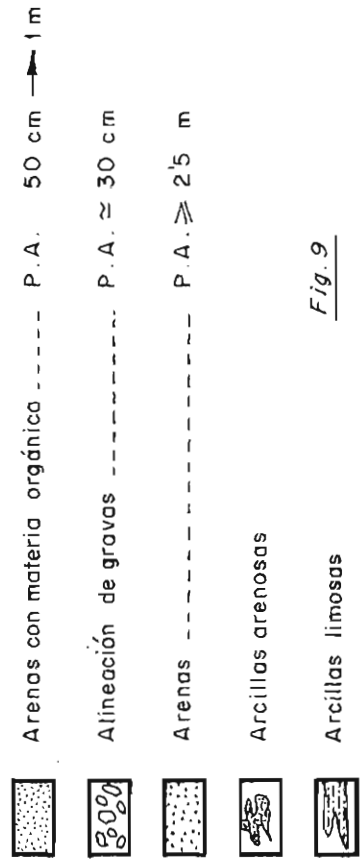 Arenas con materia orgánica ----- P.A. 50 cm → 1 m
Alineación de gravas ---------- P.A. ≃ 30 cm
Arenas ---------------- P.A. ⩾ 2'5 m
Arcillas arenosas
Arcillas limosas
Fig. 9